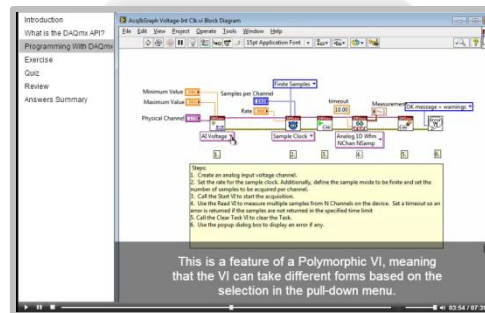 Introduction
What is the DAQmx API?
Programming With DAQmx
Exercise
Quiz
Review
Answers Summary
Acq&Graph Voltage-Int Clk.vi Block Diagram
File Edit View Project Operate Tools Window Help
15pt Application Font
Finite Samples
Minimum Value
Samples per Channel
Maximum Value
Rate
timeout
10.00
Measurement
OK message + warnings
Physical Channel
AI Voltage
Sample Clock
Analog 1D Wfm
NChan NSamp
1 2 3 4 5 6
Steps:
1. Create an analog input voltage channel.
2. Set the rate for the sample clock. Additionally, define the sample mode to be finite and set the
number of samples to be acquired per channel.
3. Call the Start VI to start the acquisition.
4. Use the Read VI to measure multiple samples from N Channels on the device. Set a timeout so an
error is returned if the samples are not returned in the specified time limit
5. Call the Clear Task VI to clear the Task.
6. Use the popup dialog box to display an error if any.
This is a feature of a Polymorphic VI, meaning
that the VI can take different forms based on the
selection in the pull-down menu.